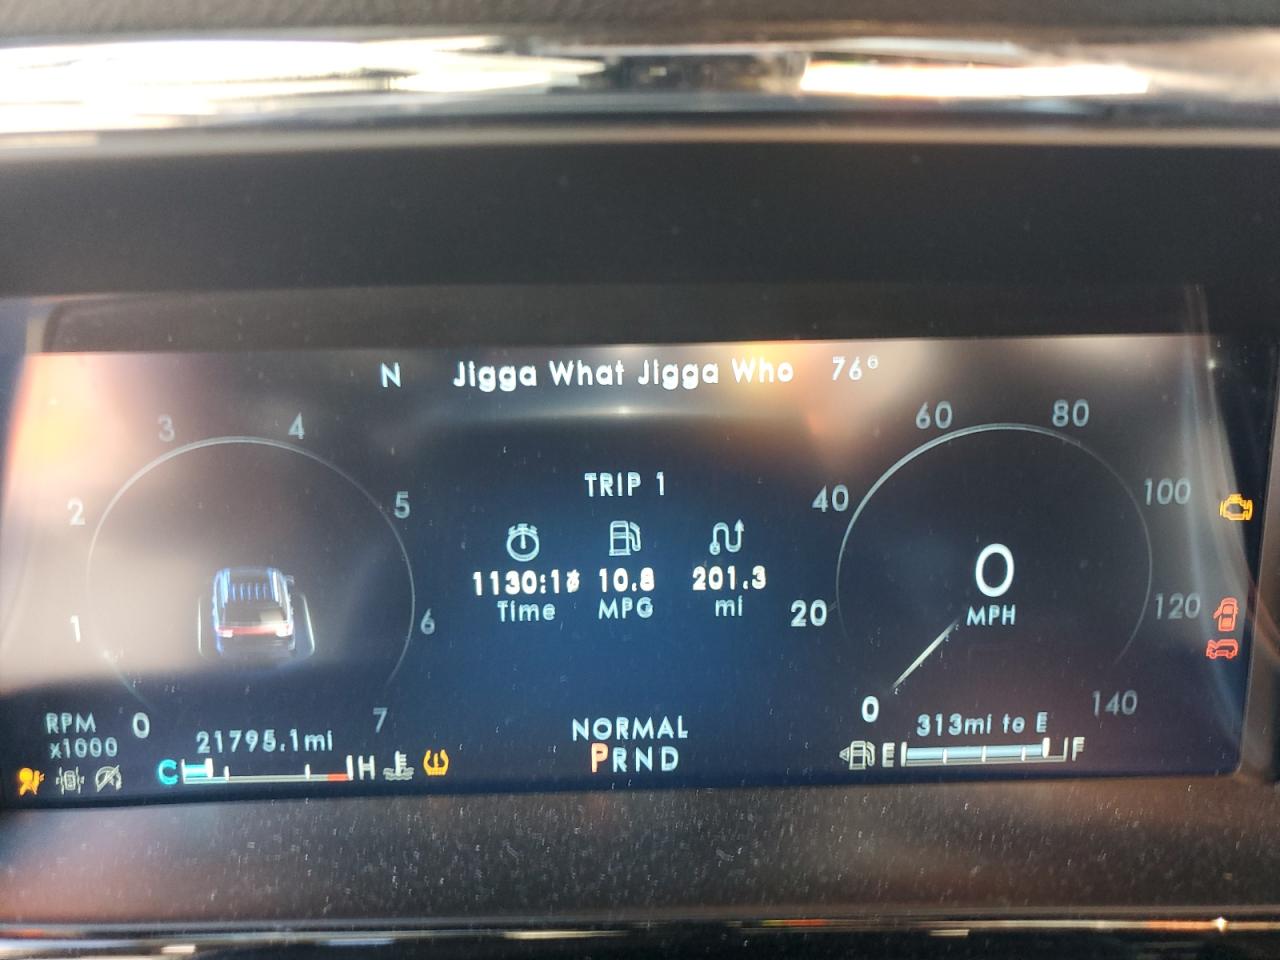 N Jigga What Jigga Who 76°
3 4 60 80
2 5 40 100
TRIP 1
10.8 201.3
Time MPG mi
1 6 20 0 120
MPH
RPM x1000 0 7 0 140
21795.1mi
NORMAL
313mi to E
C H PRND E F